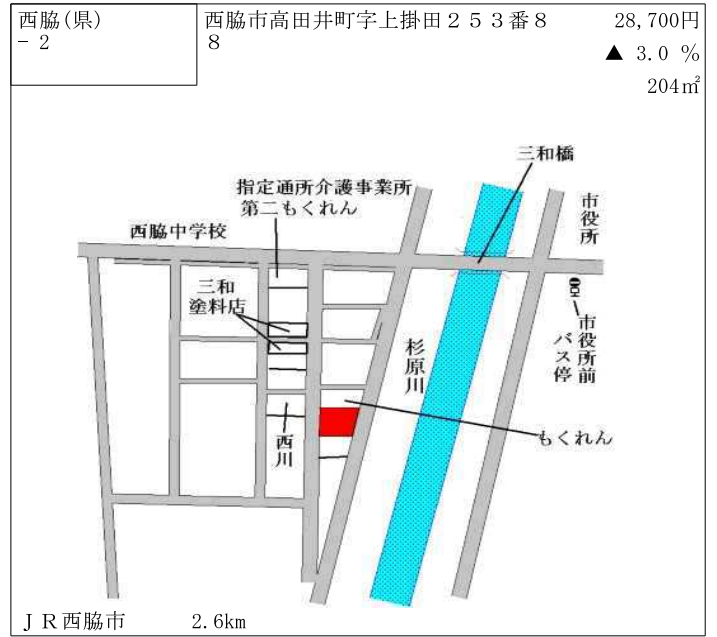 西脇(県)
－2
西脇市高田井町字上掛田２５３番８
８
28,700円
▲ 3.0 %
204㎡
三和橋
指定通所介護事業所
第二もくれん
市役所
西脇中学校
三和
塗料店
市役所前
バス停
杉原川
西川
もくれん
ＪＲ西脇市 2.6km